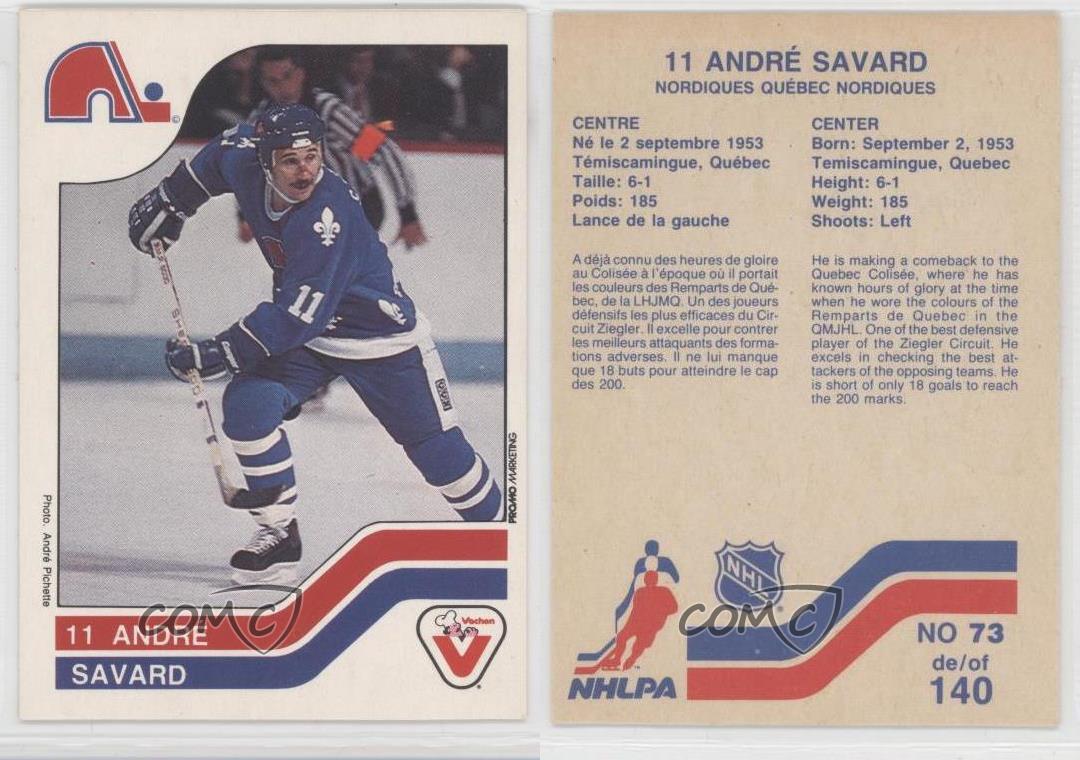 11
Photo. André Pichette
PROMO MARKETING
11 ANDRÉ
SAVARD
Vachon
V
COMC
11 ANDRÉ SAVARD
NORDIQUES QUÉBEC NORDIQUES
CENTRE
Né le 2 septembre 1953
Témiscamingue, Québec
Taille: 6-1
Poids: 185
Lance de la gauche
CENTER
Born: September 2, 1953
Temiscamingue, Quebec
Height: 6-1
Weight: 185
Shoots: Left
A déjà connu des heures de gloire
au Colisée à l'époque où il portait
les couleurs des Remparts de Qué-
bec, de la LHJMQ. Un des joueurs
défensifs les plus efficaces du Cir-
cuit Ziegler. Il excelle pour contrer
les meilleurs attaquants des forma-
tions adverses. Il ne lui manque
que 18 buts pour atteindre le cap
des 200.
He is making a comeback to the
Quebec Colisée, where he has
known hours of glory at the time
when he wore the colours of the
Remparts de Quebec in the
QMJHL. One of the best defensive
player of the Ziegler Circuit. He
excels in checking the best at-
tackers of the opposing teams. He
is short of only 18 goals to reach
the 200 marks.
NHL
COMC
NHLPA
NO 73
de/of
140